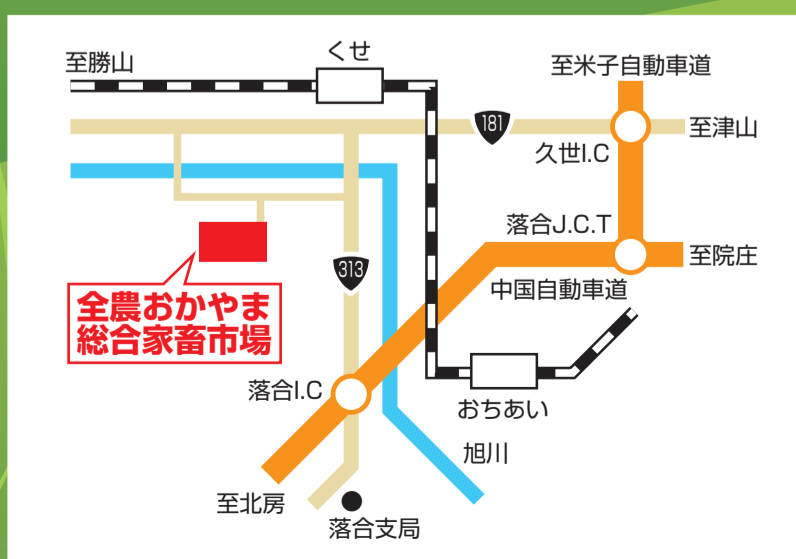 至勝山
くせ
至米子自動車道
181
至津山
久世I.C
落合J.C.T
至院庄
313
中国自動車道
全農おかやま
総合家畜市場
落合I.C
おちあい
旭川
至北房
落合支局